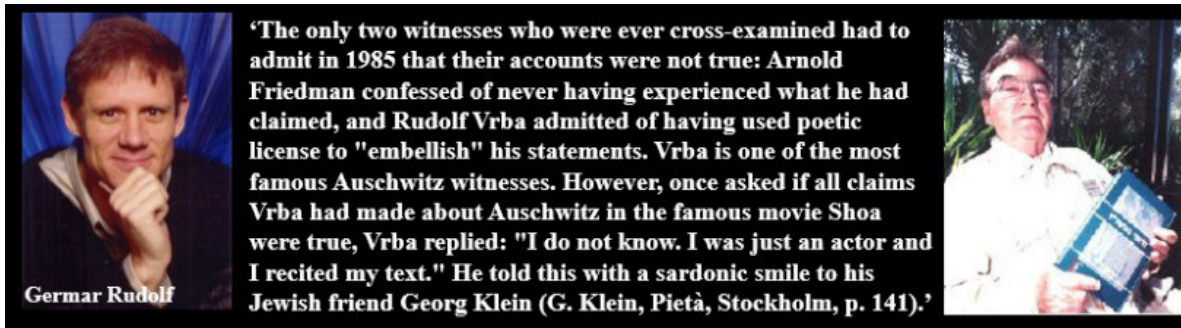 ‘The only two witnesses who were ever cross-examined had to
admit in 1985 that their accounts were not true: Arnold
Friedman confessed of never having experienced what he had
claimed, and Rudolf Vrba admitted of having used poetic
license to "embellish" his statements. Vrba is one of the most
famous Auschwitz witnesses. However, once asked if all claims
Vrba had made about Auschwitz in the famous movie Shoa
were true, Vrba replied: "I do not know. I was just an actor and
I recited my text." He told this with a sardonic smile to his
Jewish friend Georg Klein (G. Klein, Pietà, Stockholm, p. 141).’
Germar Rudolf